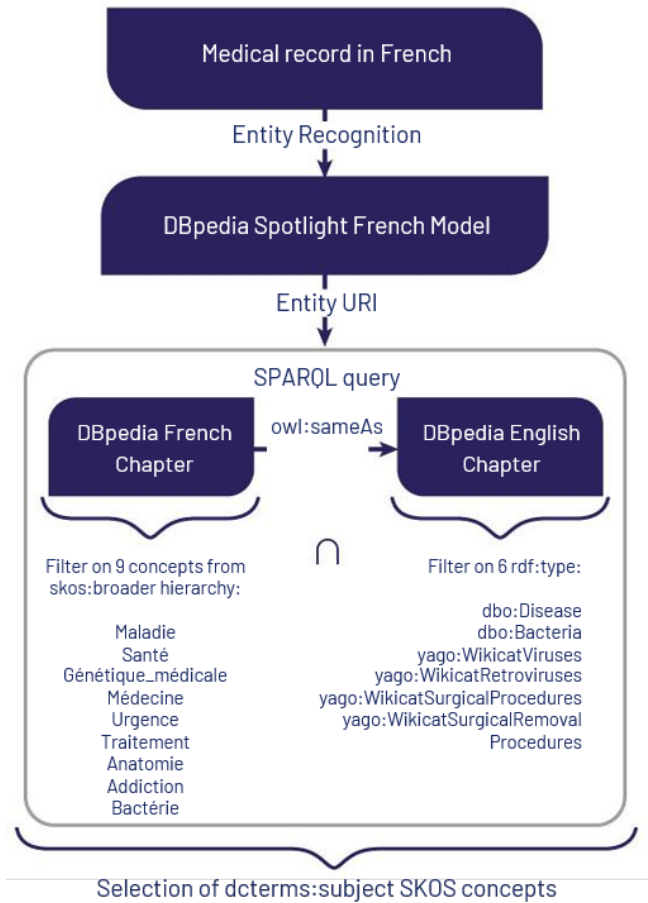 Medical record in French
Entity Recognition
DBpedia Spotlight French Model
Entity URI
SPARQL query
DBpedia French
Chapter
owl:sameAs
DBpedia English
Chapter
∩
Filter on 9 concepts from
skos:broader hierarchy:
Maladie
Santé
Génétique_médicale
Médecine
Urgence
Traitement
Anatomie
Addiction
Bactérie
Filter on 6 rdf:type:
dbo:Disease
dbo:Bacteria
yago:WikicatViruses
yago:WikicatRetroviruses
yago:WikicatSurgicalProcedures
yago:WikicatSurgicalRemoval
Procedures
Selection of dcterms:subject SKOS concepts